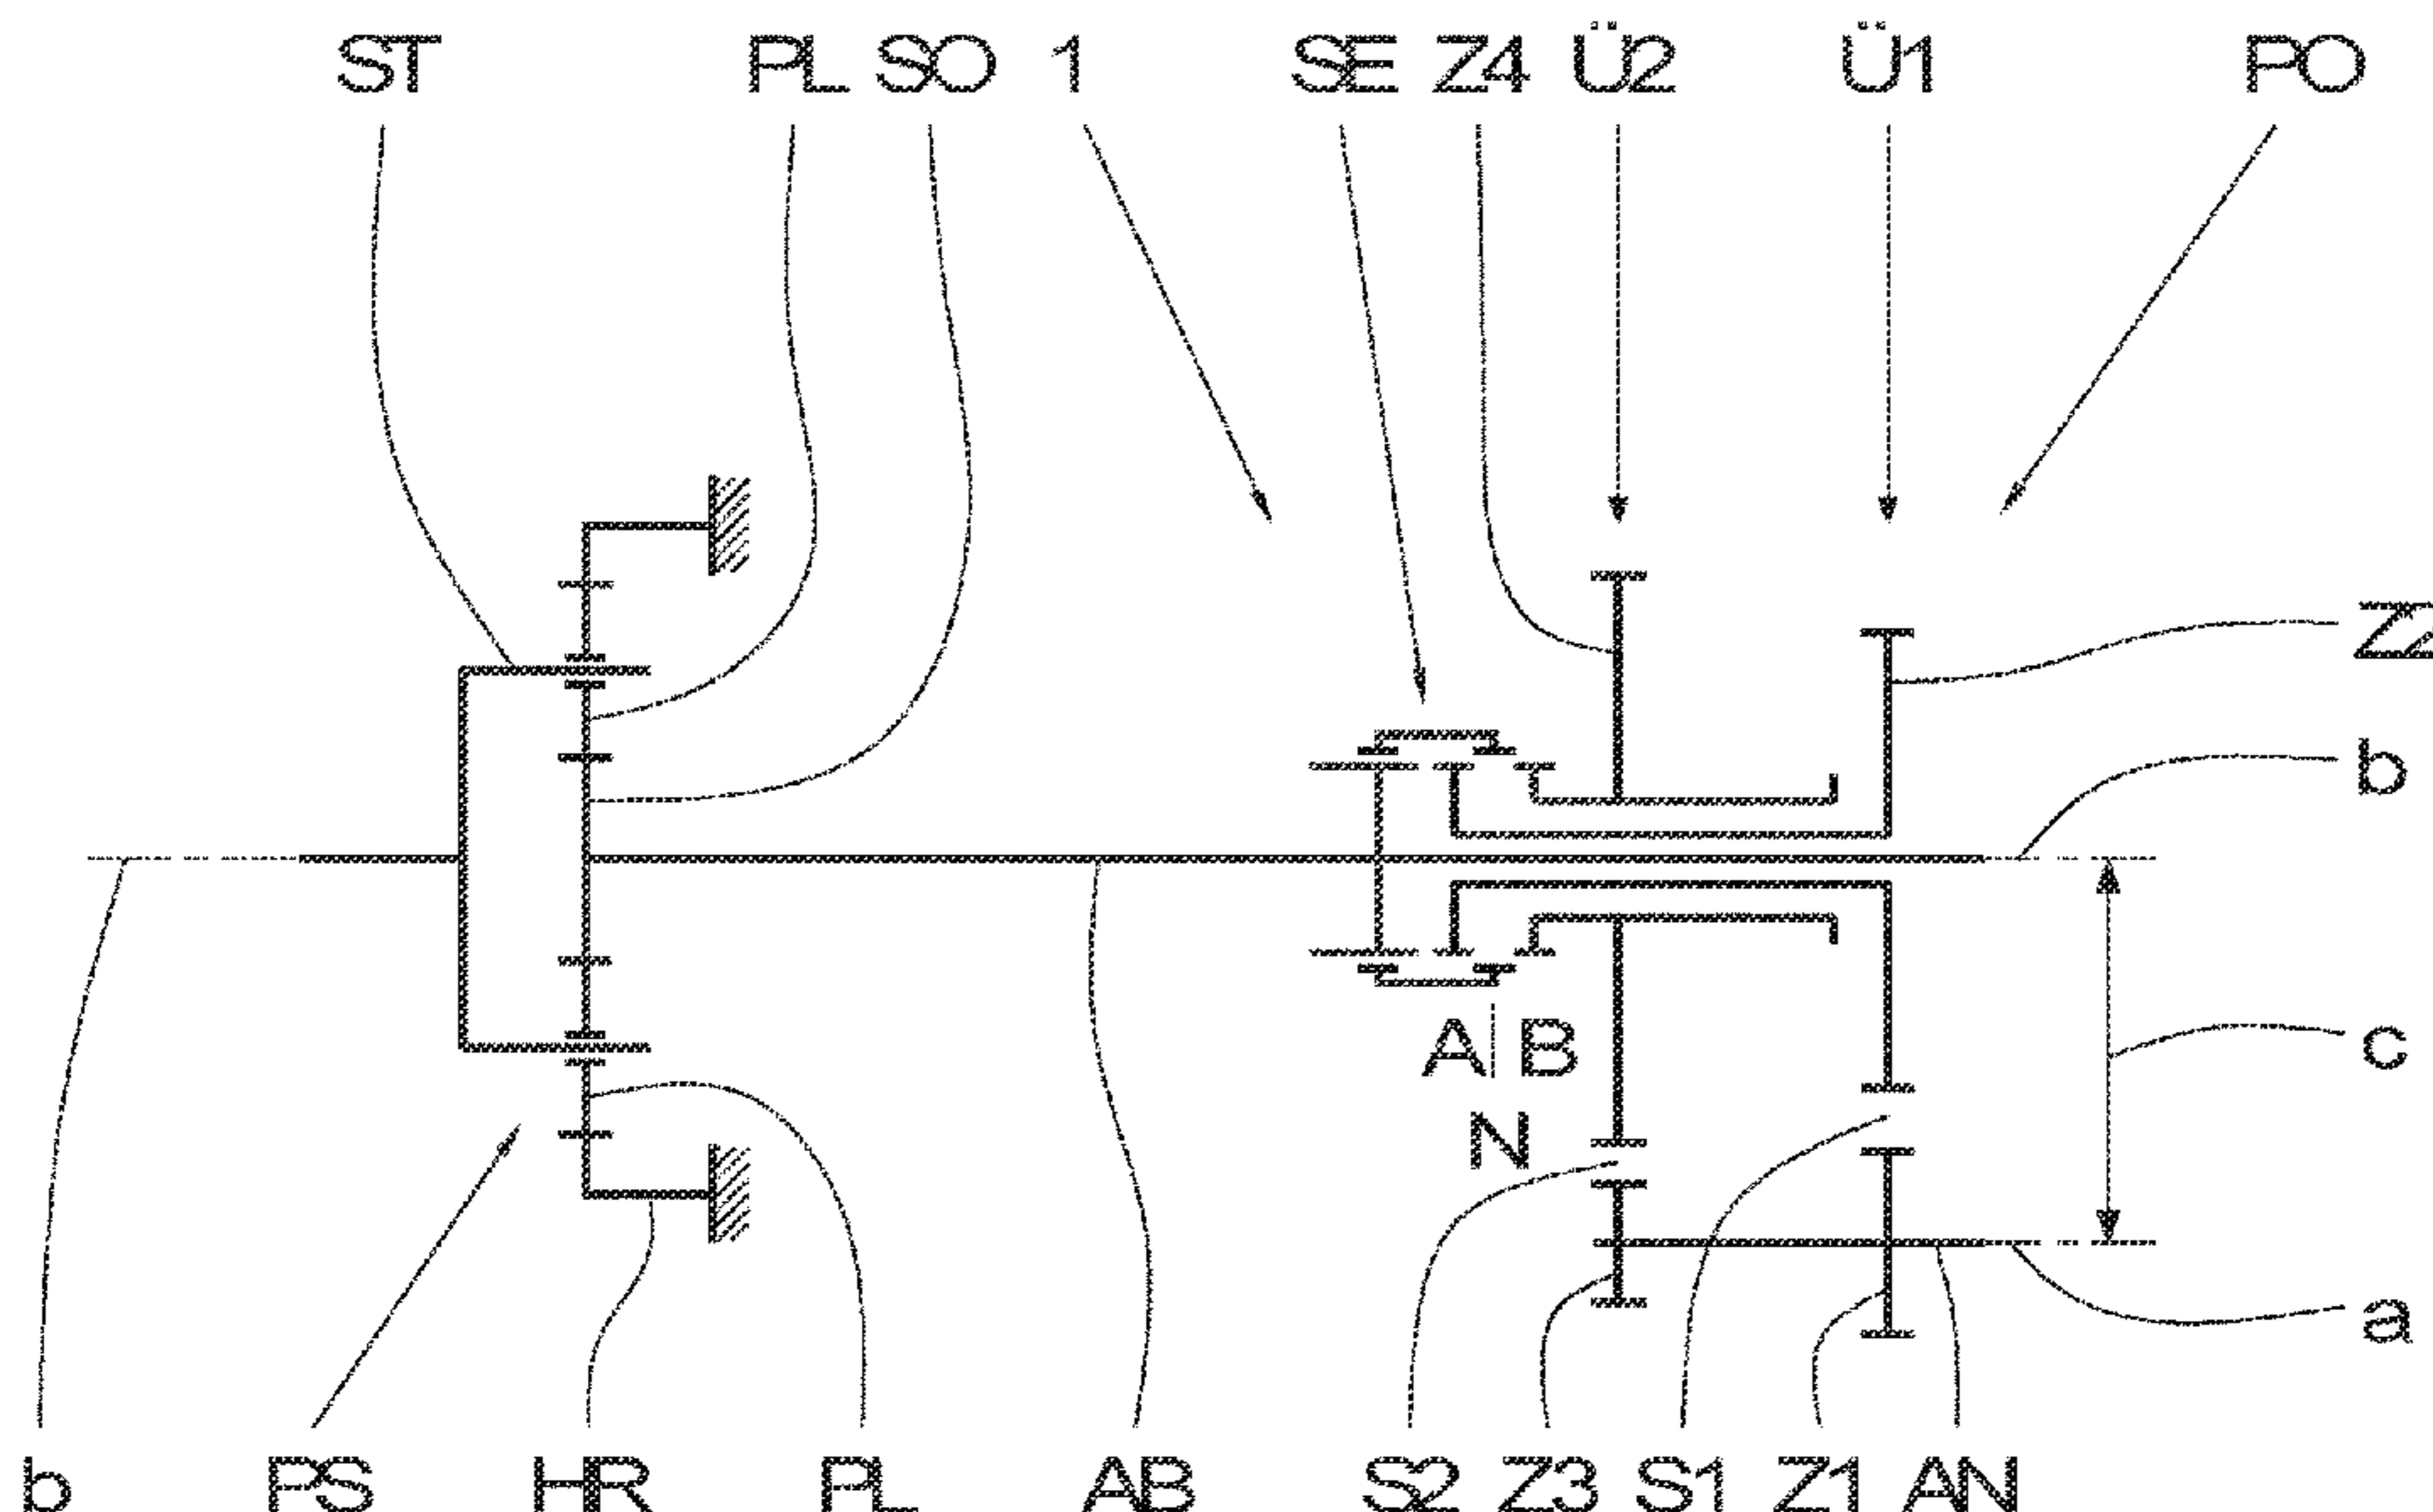 ST PL SO 1 SE Z4 Ü2 Ü1 PO
Z2
b
A B
c
N
a
b PS HR PL AB S2 Z3 S1 Z1 AN